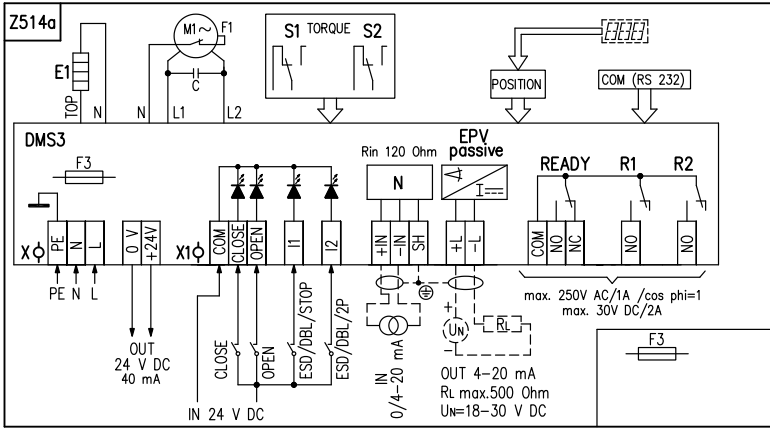 Z514a
E1
TOP
N
M1~
F1
C
N
L1
L2
S1 TORQUE S2
POSITION
COM (RS 232)
DMS3
F3
Rin 120 Ohm
N
EPV
passive
I
READY R1 R2
X
PE
N
L
0 V
+24V
X1
COM
CLOSE
OPEN
I1
I2
+IN
-IN
SH
+L
-L
COM
NO
NC
NO
NO
PE N L
OUT
24 V DC
40 mA
CLOSE
OPEN
ESD/DBL/STOP
ESD/DBL/2P
IN 24 V DC
IN
0/4-20 mA
+
UN
-
RL
OUT 4-20 mA
RL max.500 Ohm
UN=18-30 V DC
max. 250V AC/1A /cos phi=1
max. 30V DC/2A
F3